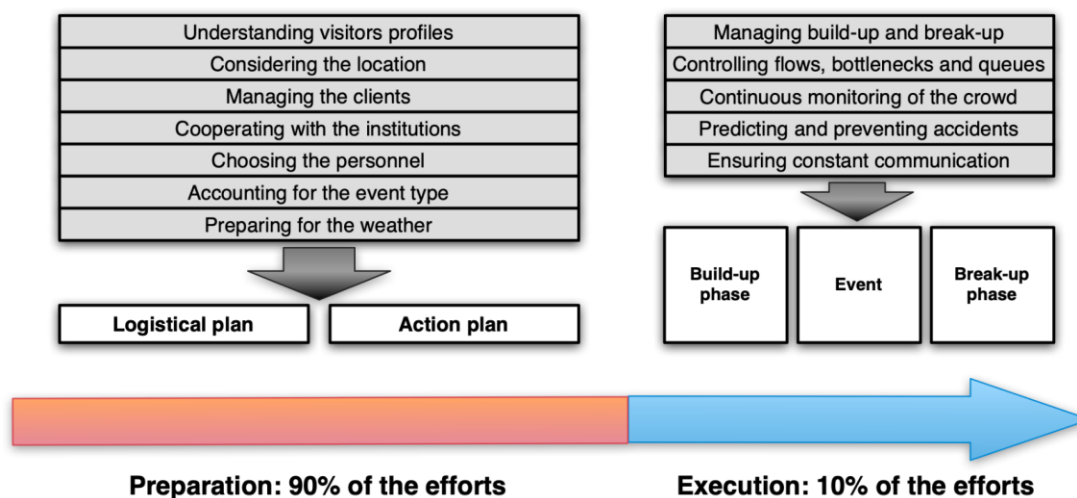 Understanding visitors profiles
Considering the location
Managing the clients
Cooperating with the institutions
Choosing the personnel
Accounting for the event type
Preparing for the weather
Logistical plan
Action plan
Managing build-up and break-up
Controlling flows, bottlenecks and queues
Continuous monitoring of the crowd
Predicting and preventing accidents
Ensuring constant communication
Build-up
phase
Event
Break-up
phase
Preparation: 90% of the efforts
Execution: 10% of the efforts